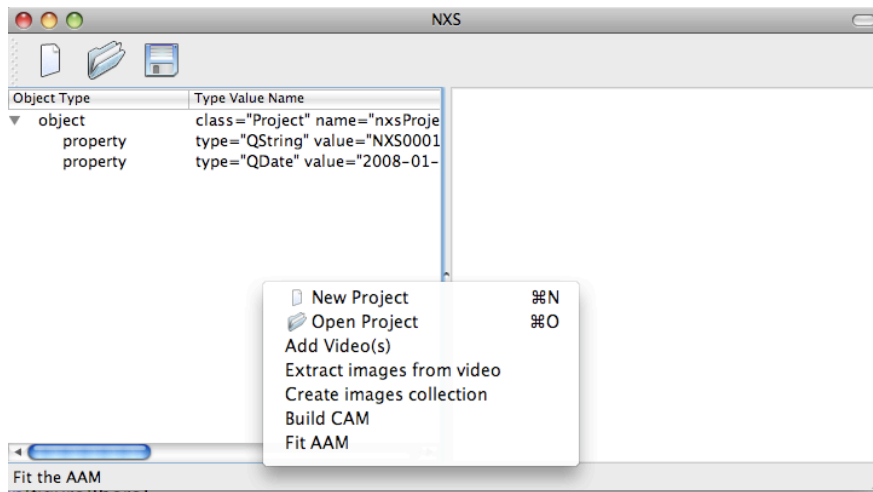 NXS
Object Type Type Value Name
object class="Project" name="nxsProje
property type="QString" value="NXS0001
property type="QDate" value="2008-01-
New Project ⌘N
Open Project ⌘O
Add Video(s)
Extract images from video
Create images collection
Build CAM
Fit AAM
Fit the AAM